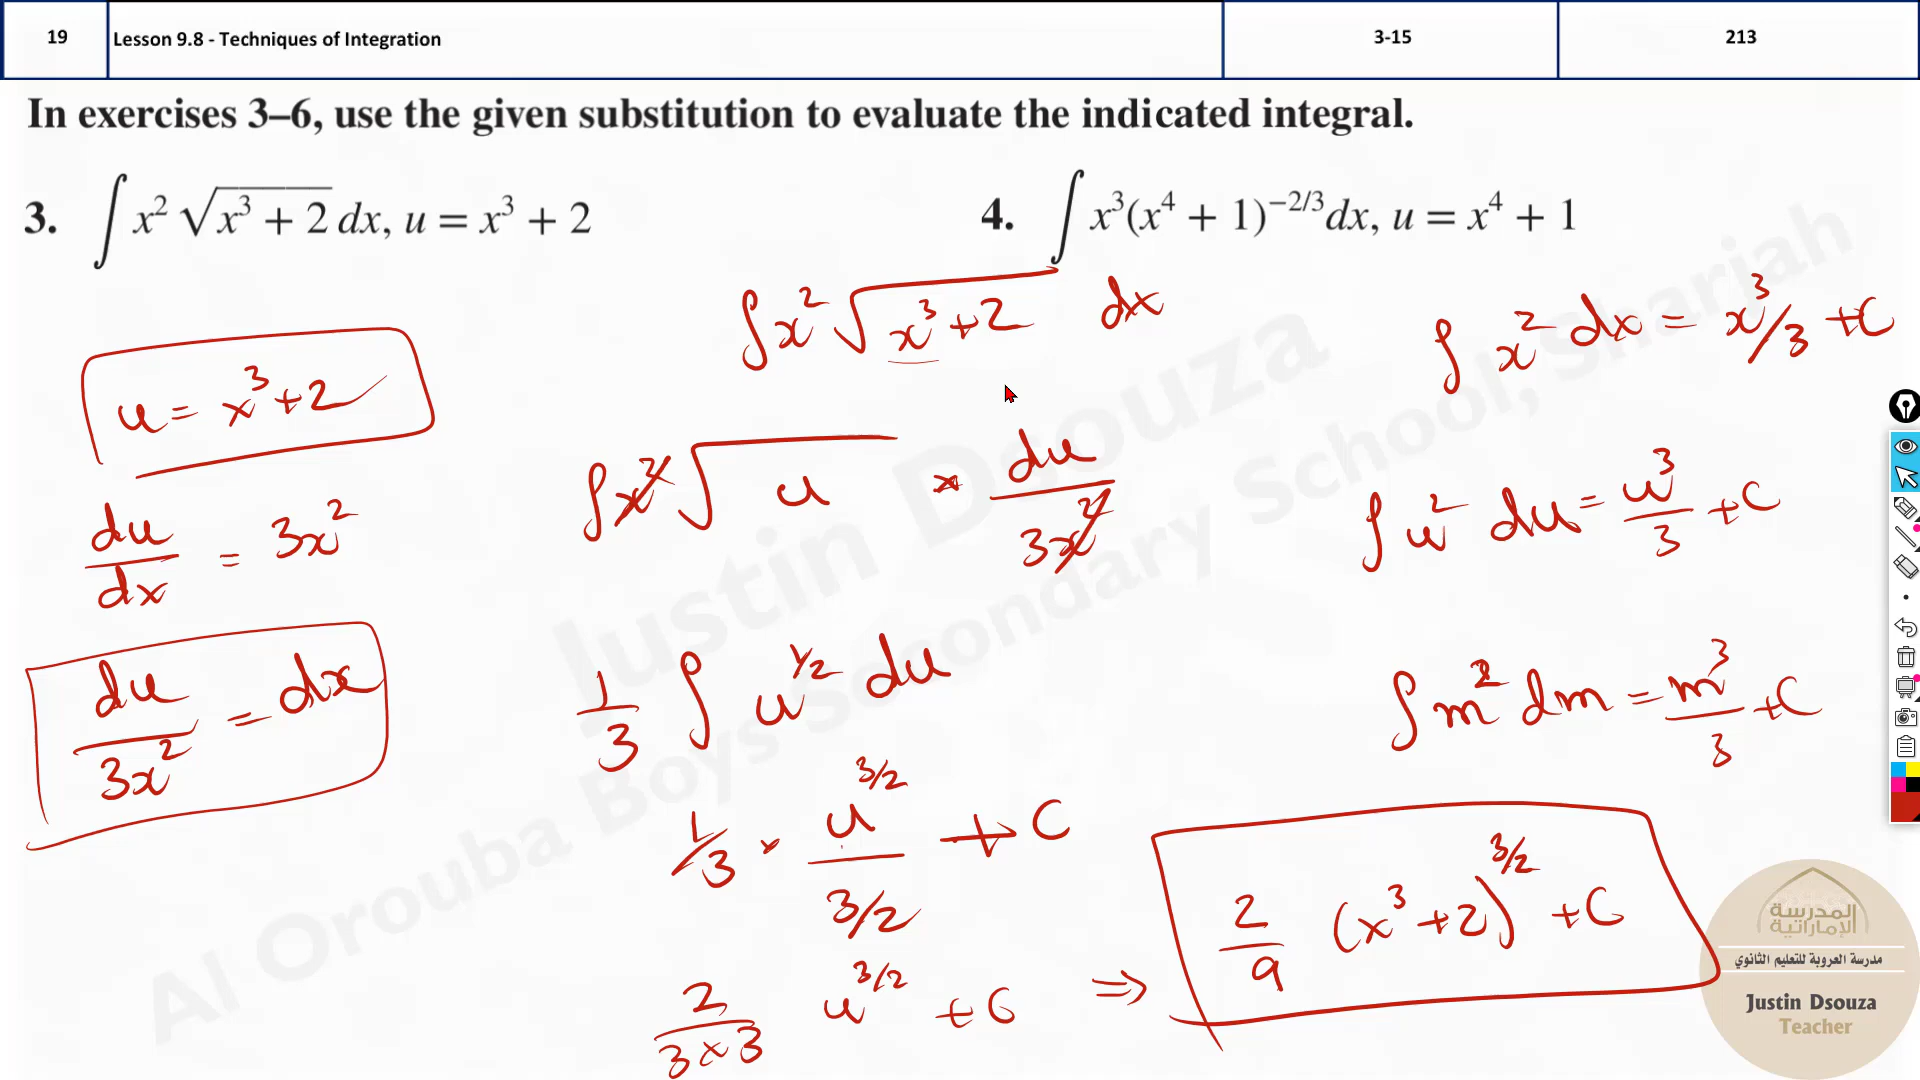 19 Lesson 9.8 - Techniques of Integration 3-15 213
In exercises 3–6, use the given substitution to evaluate the indicated integral.
3. ∫ x² √(x³ + 2) dx, u = x³ + 2
4. ∫ x³(x⁴ + 1)^(−2/3) dx, u = x⁴ + 1
u = x³+2
du/dx = 3x²
du/3x² = dx
∫x² √(x³+2) dx
∫x² √u × du/3x²
1/3 ∫ u^(1/2) du
1/3 × u^(3/2)/(3/2) + C
2/(3×3) u^(3/2) + C ⇒
2/9 (x³+2)^(3/2) + C
∫ x² dx = x³/3 + C
∫ u² du = u³/3 + C
∫ m² dm = m³/3 + C
Justin Dsouza
Al Orouba Boys Secondary School, Sharjah
المدرسة
الإماراتية
مدرسة العروبة للتعليم الثانوي
Justin Dsouza
Teacher